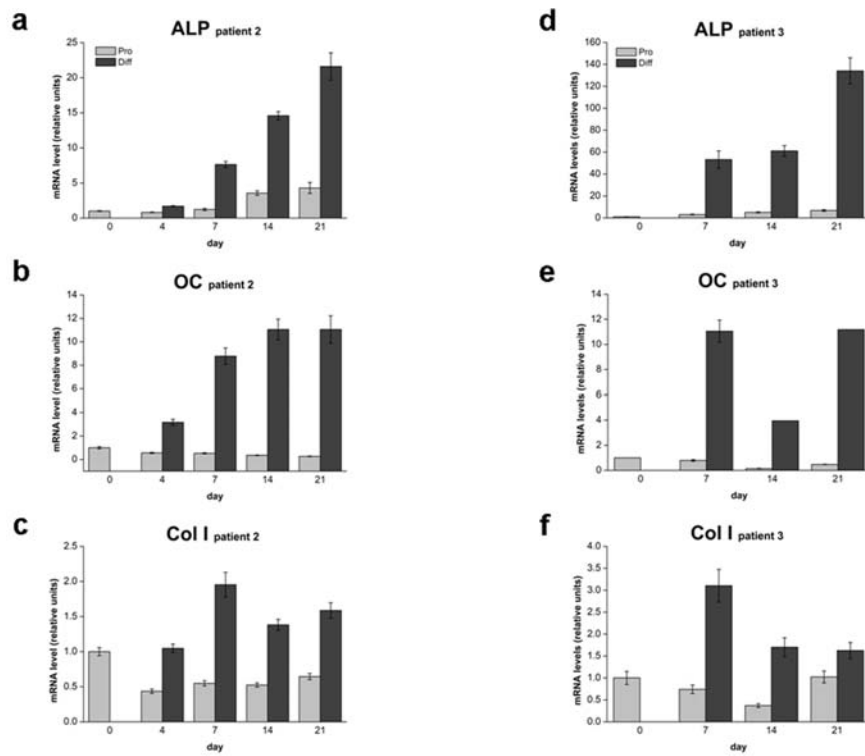 a
ALP patient 2
Pro
Diff
25
20
15
10
5
0
mRNA level (relative units)
0 4 7 14 21
day
b
OC patient 2
14
12
10
8
6
4
2
0
mRNA level (relative units)
0 4 7 14 21
day
c
Col I patient 2
2.5
2.0
1.5
1.0
0.5
0.0
mRNA level (relative units)
0 4 7 14 21
day
d
ALP patient 3
Pro
Diff
160
140
120
100
80
60
40
20
0
mRNA levels (relative units)
0 7 14 21
day
e
OC patient 3
14
12
10
8
6
4
2
0
mRNA levels (relative units)
0 7 14 21
day
f
Col I patient 3
4.0
3.5
3.0
2.5
2.0
1.5
1.0
0.5
0.0
mRNA levels (relative units)
0 7 14 21
day